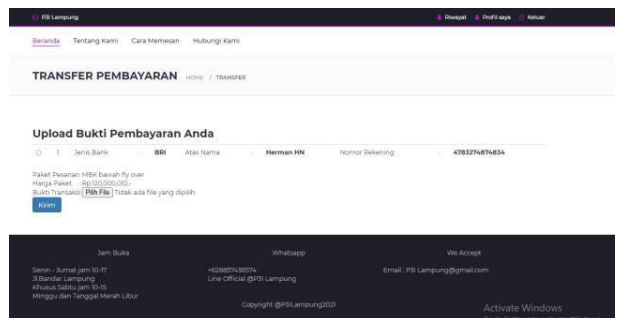 P3I Lampung Riwayat Profil saya Keluar
Beranda Tentang Kami Cara Memesan Hubungi Kami
TRANSFER PEMBAYARAN HOME / TRANSFER
Upload Bukti Pembayaran Anda
1. Jenis Bank : BRI Atas Nama : Herman HN Nomor Rekening : 4783274874834
Paket Pesanan: MBK bawah fly over
Harga Paket : Rp.120,000,010,-
Bukti Transaksi: Pilih File Tidak ada file yang dipilih
Kirim
Jam Buka Whatsapp We Accept
Senin - Jumat jam 10-17 +628857438574 Email : P3I Lampung@gmail.com
Jl Bandar Lampung Line Official @P3I Lampung
Khusus Sabtu jam 10-15
Minggu dan Tanggal Merah Libur
Copyright @P3ILampung2021
Activate Windows